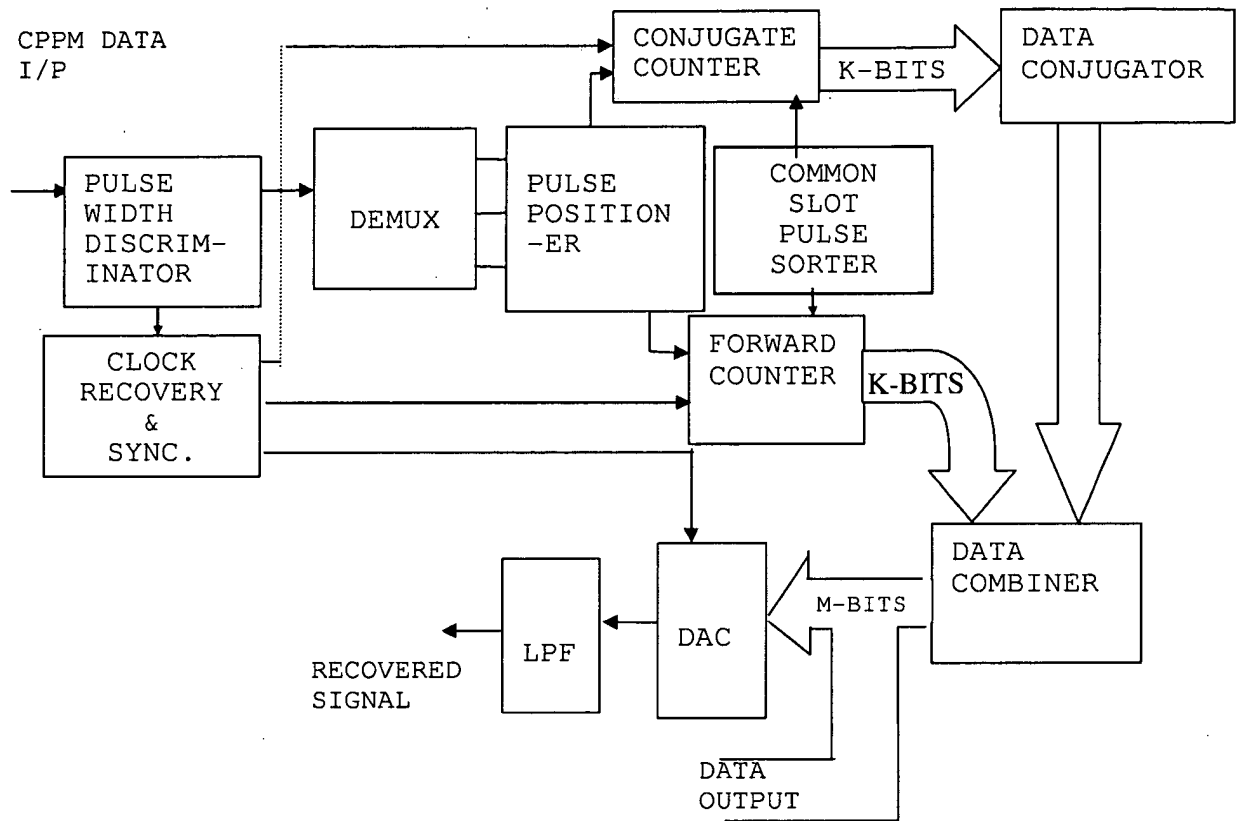 CPPM DATA
I/P
CONJUGATE
COUNTER
K-BITS
DATA
CONJUGATOR
PULSE
WIDTH
DISCRIM-
INATOR
DEMUX
PULSE
POSITION
-ER
COMMON
SLOT
PULSE
SORTER
CLOCK
RECOVERY
&
SYNC.
FORWARD
COUNTER
K-BITS
DATA
COMBINER
M-BITS
DAC
LPF
RECOVERED
SIGNAL
DATA
OUTPUT